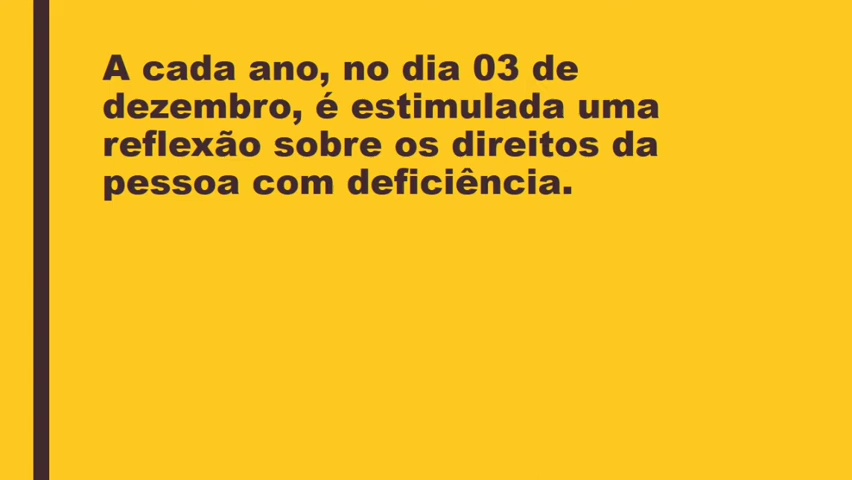 A cada ano, no dia 03 de
dezembro, é estimulada uma
reflexão sobre os direitos da
pessoa com deficiência.